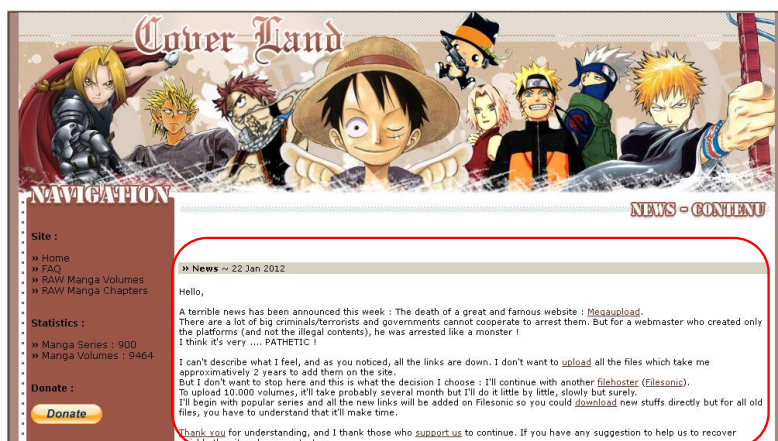 Cover Land
NAVIGATION
NEWS - CONTENU
Site :
» Home
» FAQ
» RAW Manga Volumes
» RAW Manga Chapters
Statistics :
» Manga Series : 900
» Manga Volumes : 9464
Donate :
Donate
» News ~ 22 Jan 2012
Hello,
A terrible news has been announced this week : The death of a great and famous website : Megaupload.
There are a lot of big criminals/terrorists and governments cannot cooperate to arrest them. But for a webmaster who created only
the platforms (and not the illegal contents), he was arrested like a monster !
I think it's very .... PATHETIC !
I can't describe what I feel, and as you noticed, all the links are down. I don't want to upload all the files which take me
approximatively 2 years to add them on the site.
But I don't want to stop here and this is what the decision I choose : I'll continue with another filehoster (Filesonic).
To upload 10.000 volumes, it'll take probably several month but I'll do it little by little, slowly but surely.
I'll begin with popular series and all the new links will be added on Filesonic so you could download new stuffs directly but for all old
files, you have to understand that it'll make time.
Thank you for understanding, and I thank those who support us to continue. If you have any suggestion to help us to recover